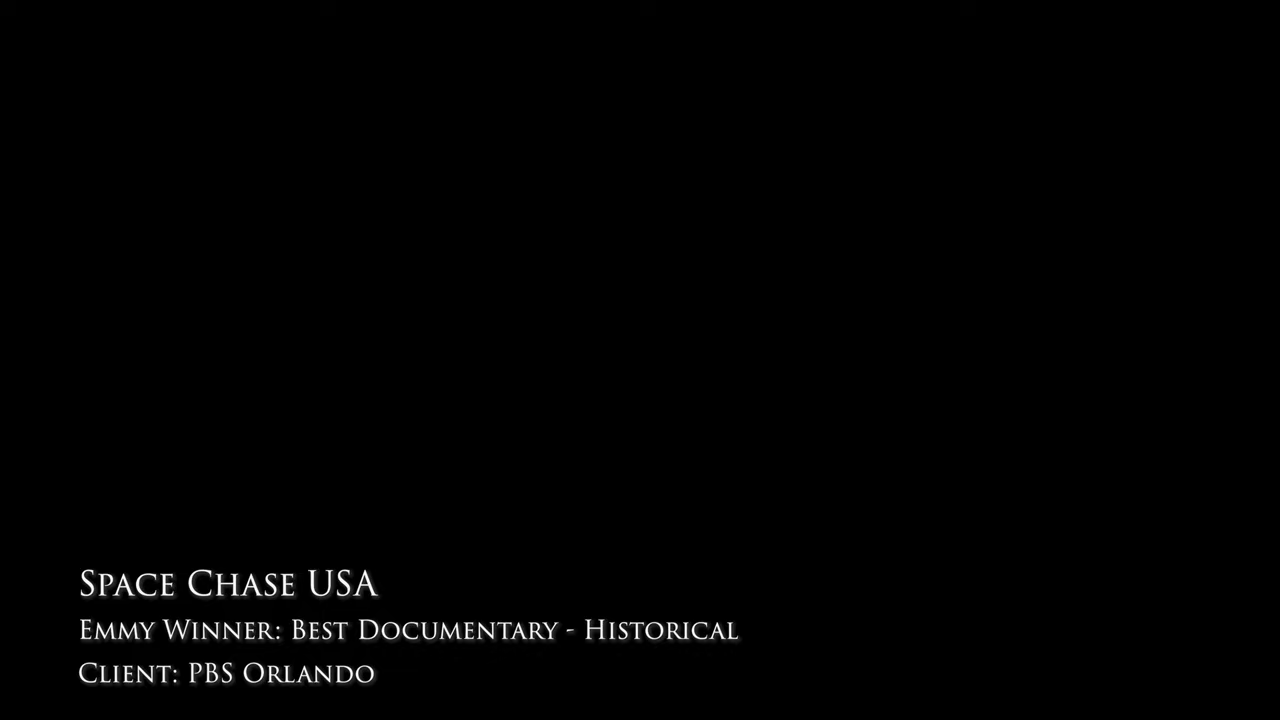 Space Chase USA
Emmy Winner: Best Documentary - Historical
Client: PBS Orlando